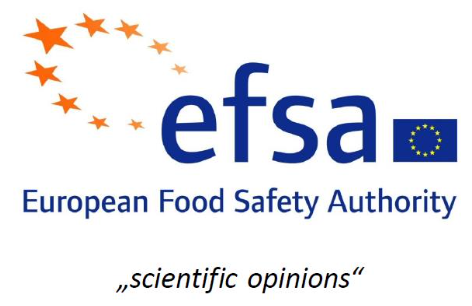 efsa
European Food Safety Authority
„scientific opinions“